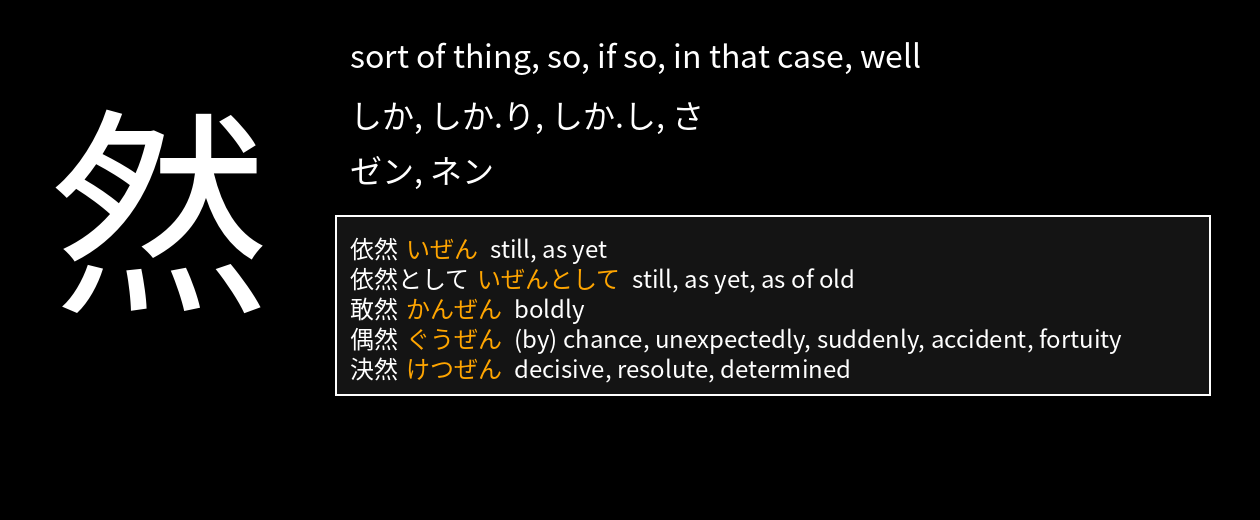 然
sort of thing, so, if so, in that case, well
しか, しか.り, しか.し, さ
ゼン, ネン
依然 いぜん still, as yet
依然として いぜんとして still, as yet, as of old
敢然 かんぜん boldly
偶然 ぐうぜん (by) chance, unexpectedly, suddenly, accident, fortuity
決然 けつぜん decisive, resolute, determined